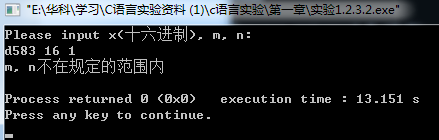 "E:\华科\学习\C语言实验资料 (1)\c语言实验\第一章\实验1.2.3.2.exe"
Please input x(十六进制), m, n:
d583 16 1
m, n不在规定的范围内
Process returned 0 (0x0)   execution time : 13.151 s
Press any key to continue.